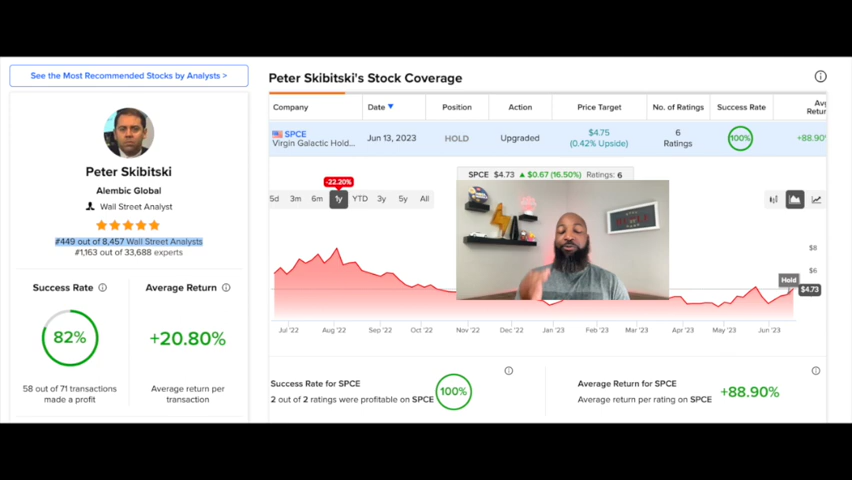 See the Most Recommended Stocks by Analysts >
Peter Skibitski
Alembic Global
Wall Street Analyst
#449 out of 8,457 Wall Street Analysts
#1,163 out of 33,688 experts
Success Rate
Average Return
82%
+20.80%
58 out of 71 transactions
made a profit
Average return per
transaction
Peter Skibitski's Stock Coverage
Company Date Position Action Price Target No. of Ratings Success Rate
Retur
SPCE
Virgin Galactic Hold...
Jun 13, 2023
HOLD
Upgraded
$4.75
(0.42% Upside)
6
Ratings
100%
+88.90%
SPCE $4.73 ▲ $0.67 (16.50%) Ratings: 6
-22.20%
5d 3m 6m 1y YTD 3y 5y All
$8
$6
Hold
$4.73
Jul '22 Aug '22 Sep '22 Oct '22 Nov '22 Dec '22 Jan '23 Feb '23 Mar '23 Apr '23 May '23 Jun '23
Success Rate for SPCE
2 out of 2 ratings were profitable on SPCE
100%
Average Return for SPCE
Average return per rating on SPCE
+88.90%